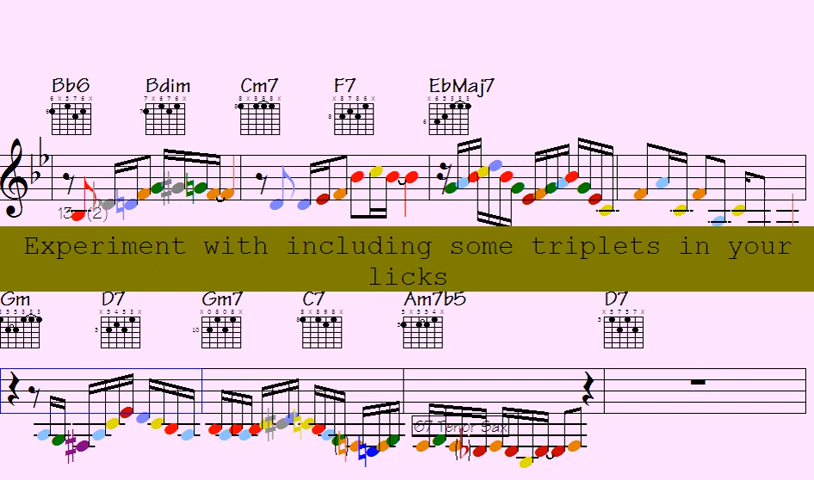 Bb6 Bdim Cm7 F7 EbMaj7
13 (2)
Experiment with including some triplets in your
licks
Gm D7 Gm7 C7 Am7b5 D7
67 Tenor Sax